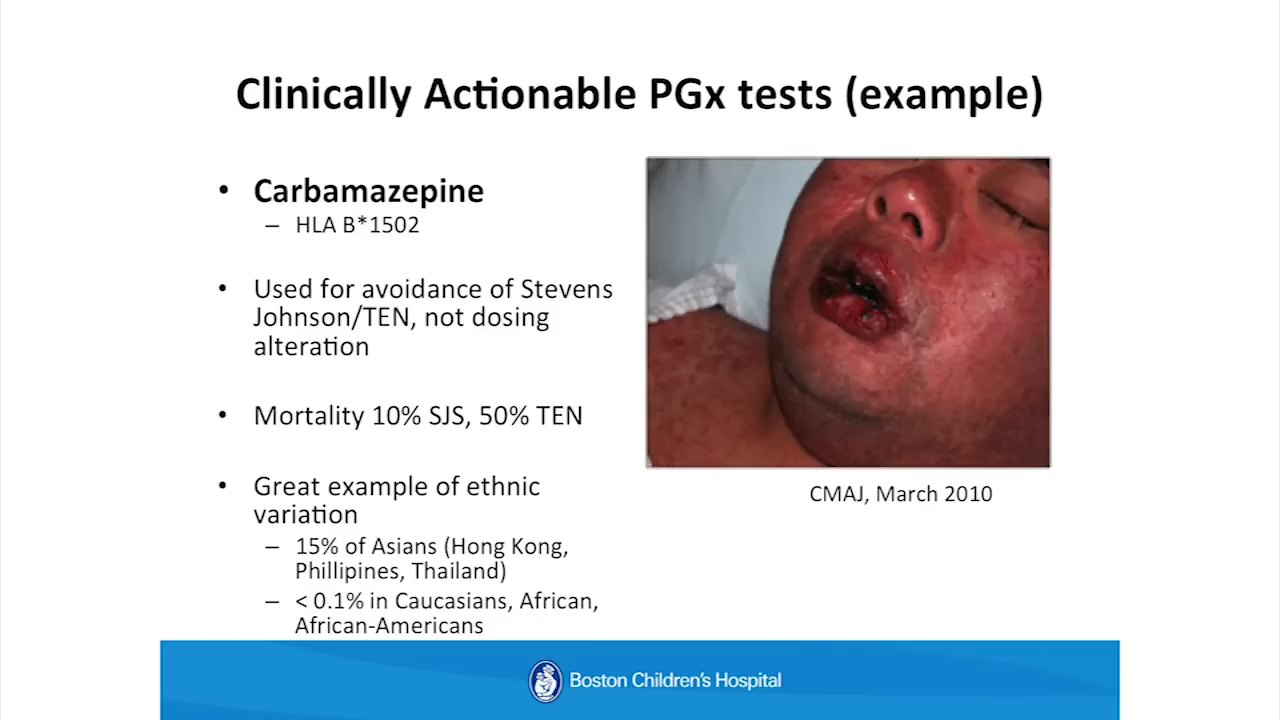 Clinically Actionable PGx tests (example)
• Carbamazepine
– HLA B*1502
• Used for avoidance of Stevens
Johnson/TEN, not dosing
alteration
• Mortality 10% SJS, 50% TEN
• Great example of ethnic
variation
– 15% of Asians (Hong Kong,
Phillipines, Thailand)
– < 0.1% in Caucasians, African,
African-Americans
CMAJ, March 2010
Boston Children's Hospital